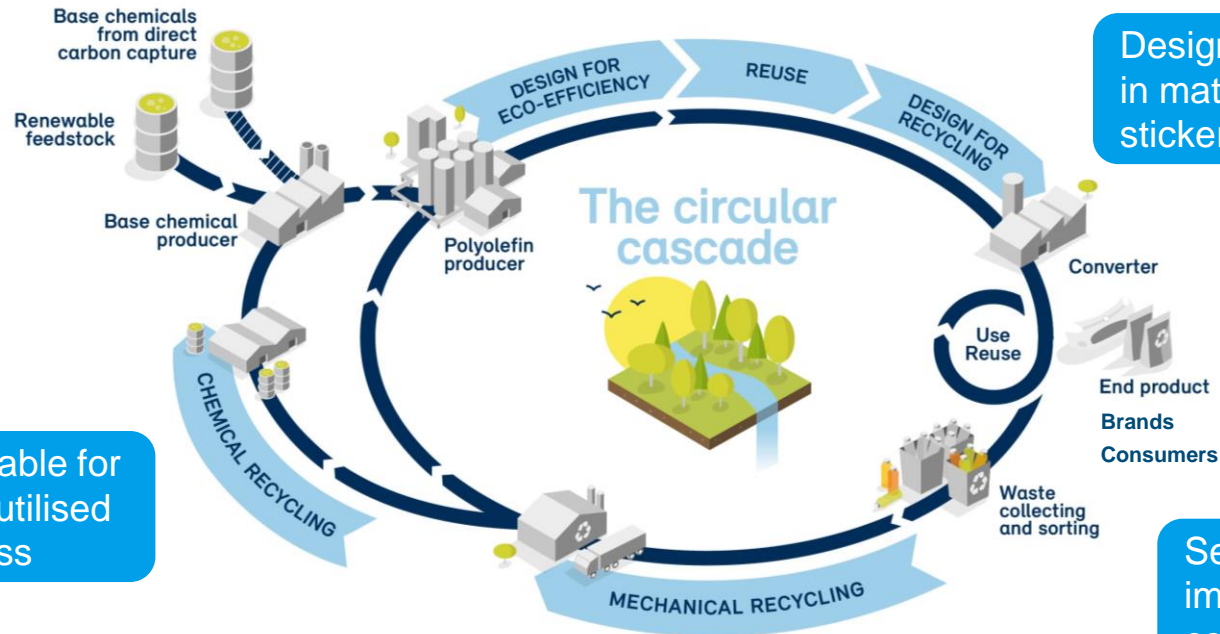 Base chemicals
from direct
carbon capture
Renewable
feedstock
Base chemical
producer
Polyolefin
producer
DESIGN FOR
ECO-EFFICIENCY
REUSE
DESIGN FOR
RECYCLING
Design
in mat
sticker
The circular
cascade
Converter
Use
Reuse
End product
Brands
Consumers
CHEMICAL RECYCLING
able for
utilised
ss
Waste
collecting
and sorting
MECHANICAL RECYCLING
Se
im